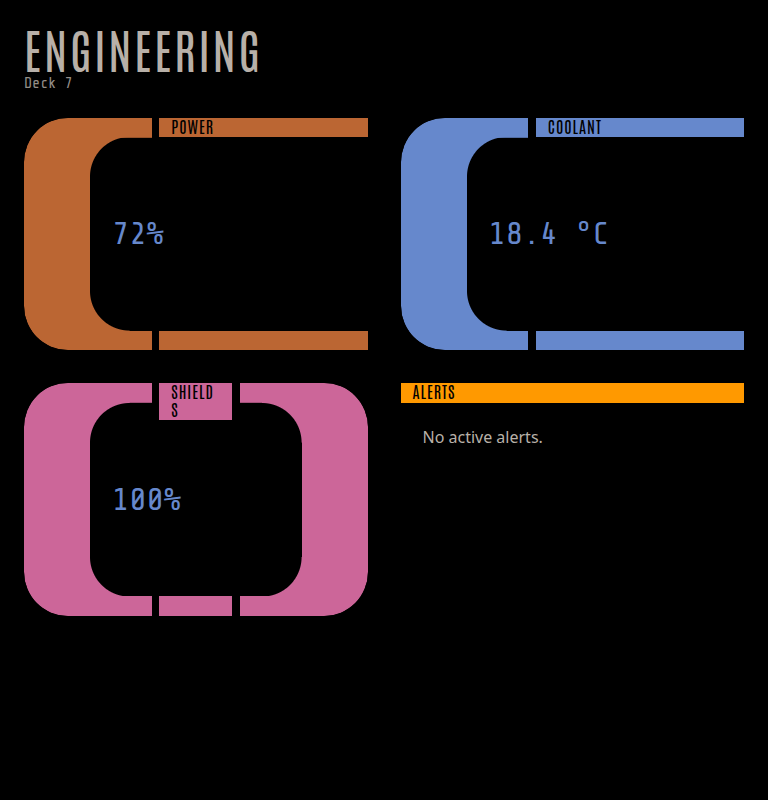 ENGINEERING
Deck 7
POWER
72%
COOLANT
18.4 °C
SHIELD
S
100%
ALERTS
No active alerts.